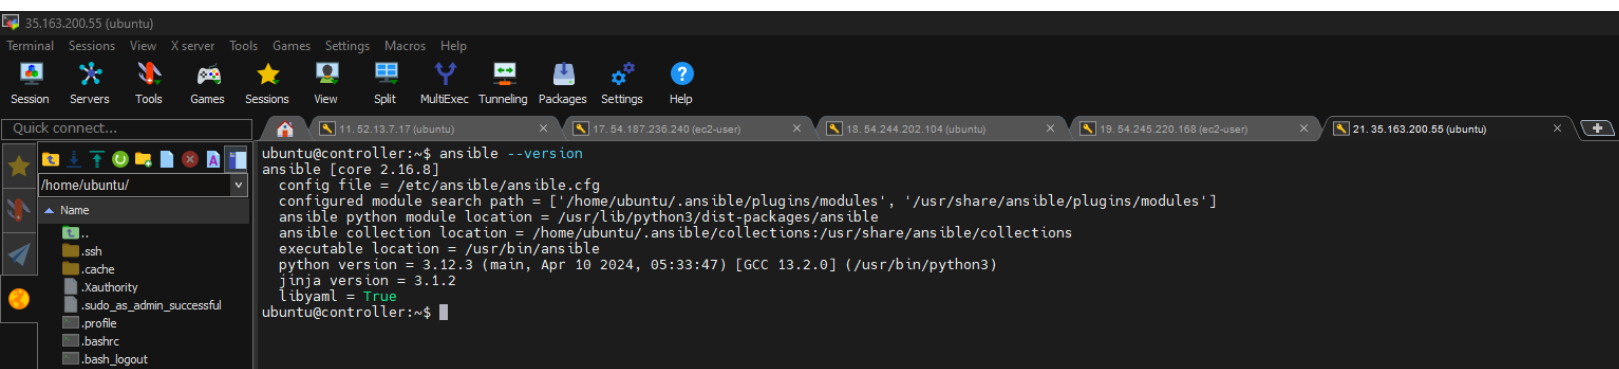 35.163.200.55 (ubuntu)
Terminal Sessions View X server Tools Games Settings Macros Help
Session Servers Tools Games Sessions View Split MultiExec Tunneling Packages Settings Help
Quick connect...
11. 52.13.7.17 (ubuntu)
17. 54.187.236.240 (ec2-user)
18. 54.244.202.104 (ubuntu)
19. 54.245.220.168 (ec2-user)
21. 35.163.200.55 (ubuntu)
/home/ubuntu/
Name
..
.ssh
.cache
.Xauthority
.sudo_as_admin_successful
.profile
.bashrc
.bash_logout
ubuntu@controller:~$ ansible --version
ansible [core 2.16.8]
config file = /etc/ansible/ansible.cfg
configured module search path = ['/home/ubuntu/.ansible/plugins/modules', '/usr/share/ansible/plugins/modules']
ansible python module location = /usr/lib/python3/dist-packages/ansible
ansible collection location = /home/ubuntu/.ansible/collections:/usr/share/ansible/collections
executable location = /usr/bin/ansible
python version = 3.12.3 (main, Apr 10 2024, 05:33:47) [GCC 13.2.0] (/usr/bin/python3)
jinja version = 3.1.2
libyaml = True
ubuntu@controller:~$